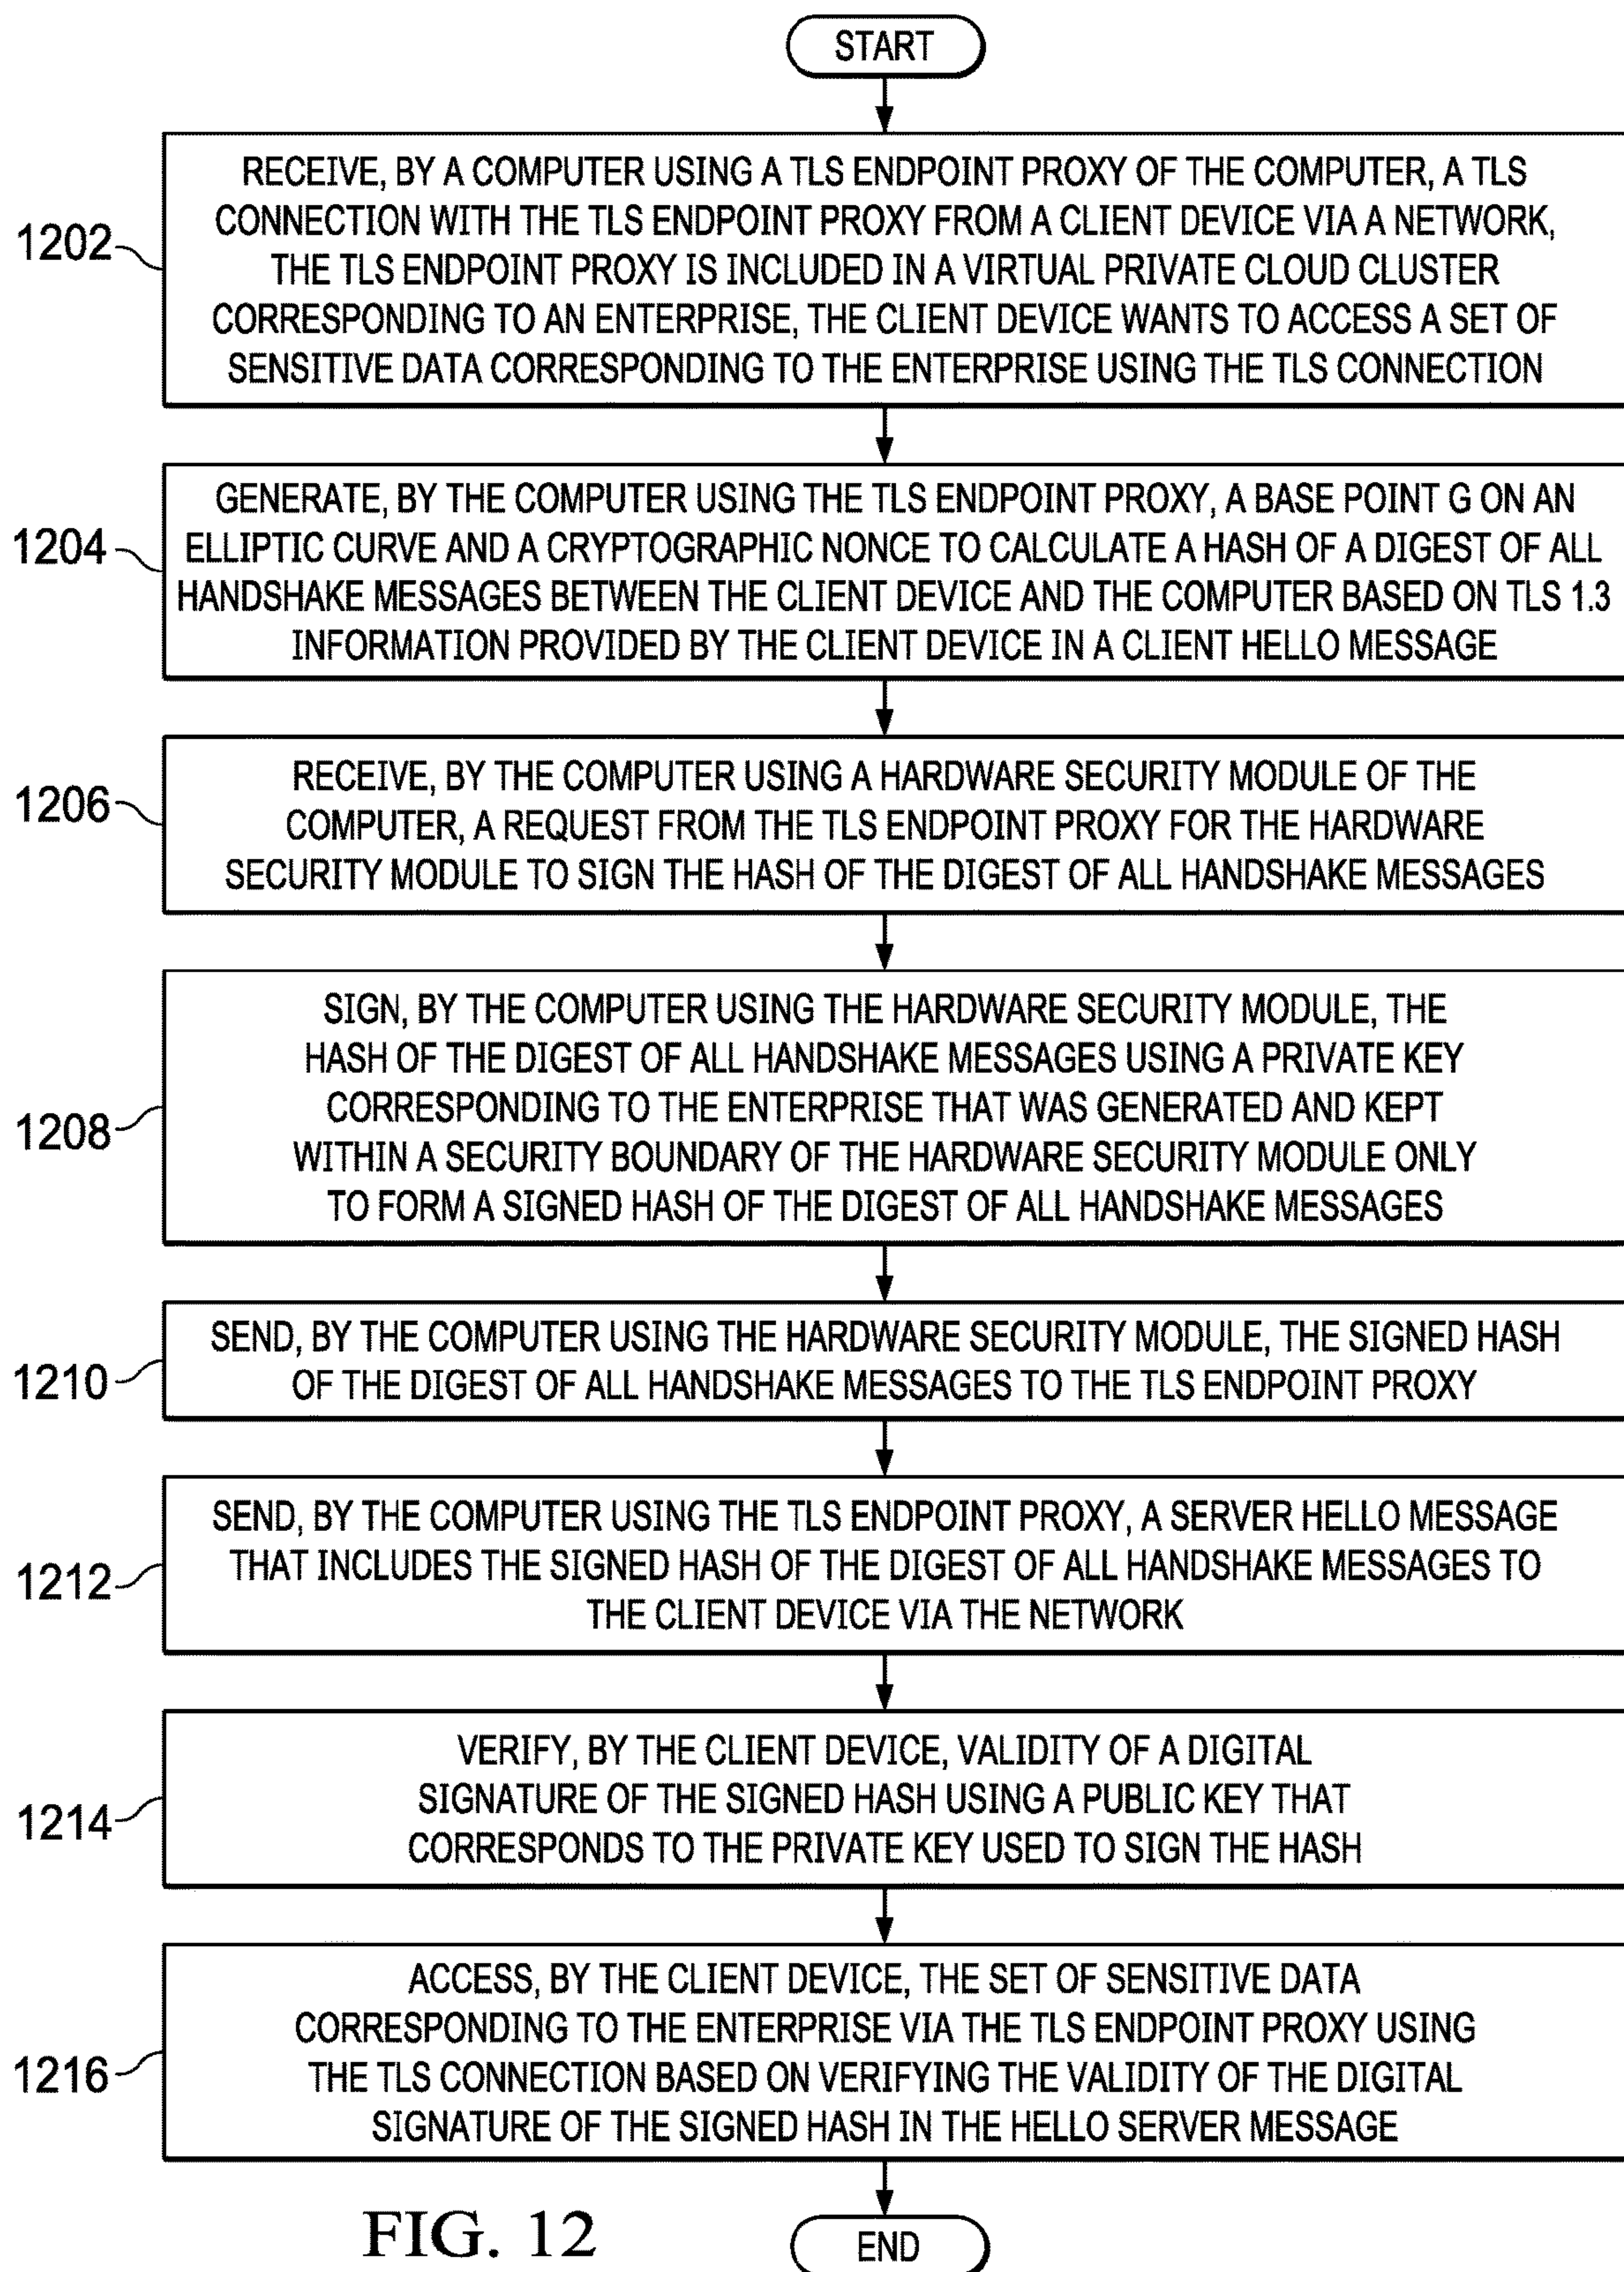 START
RECEIVE, BY A COMPUTER USING A TLS ENDPOINT PROXY OF THE COMPUTER, A TLS
CONNECTION WITH THE TLS ENDPOINT PROXY FROM A CLIENT DEVICE VIA A NETWORK,
1202
THE TLS ENDPOINT PROXY IS INCLUDED IN A VIRTUAL PRIVATE CLOUD CLUSTER
CORRESPONDING TO AN ENTERPRISE, THE CLIENT DEVICE WANTS TO ACCESS A SET OF
SENSITIVE DATA CORRESPONDING TO THE ENTERPRISE USING THE TLS CONNECTION
GENERATE, BY THE COMPUTER USING THE TLS ENDPOINT PROXY, A BASE POINT G ON AN
1204
ELLIPTIC CURVE AND A CRYPTOGRAPHIC NONCE TO CALCULATE A HASH OF A DIGEST OF ALL
HANDSHAKE MESSAGES BETWEEN THE CLIENT DEVICE AND THE COMPUTER BASED ON TLS 1.3
INFORMATION PROVIDED BY THE CLIENT DEVICE IN A CLIENT HELLO MESSAGE
RECEIVE, BY THE COMPUTER USING A HARDWARE SECURITY MODULE OF THE
1206
COMPUTER, A REQUEST FROM THE TLS ENDPOINT PROXY FOR THE HARDWARE
SECURITY MODULE TO SIGN THE HASH OF THE DIGEST OF ALL HANDSHAKE MESSAGES
SIGN, BY THE COMPUTER USING THE HARDWARE SECURITY MODULE, THE
HASH OF THE DIGEST OF ALL HANDSHAKE MESSAGES USING A PRIVATE KEY
CORRESPONDING TO THE ENTERPRISE THAT WAS GENERATED AND KEPT
1208
WITHIN A SECURITY BOUNDARY OF THE HARDWARE SECURITY MODULE ONLY
TO FORM A SIGNED HASH OF THE DIGEST OF ALL HANDSHAKE MESSAGES
SEND, BY THE COMPUTER USING THE HARDWARE SECURITY MODULE, THE SIGNED HASH
1210
OF THE DIGEST OF ALL HANDSHAKE MESSAGES TO THE TLS ENDPOINT PROXY
SEND, BY THE COMPUTER USING THE TLS ENDPOINT PROXY, A SERVER HELLO MESSAGE
1212
THAT INCLUDES THE SIGNED HASH OF THE DIGEST OF ALL HANDSHAKE MESSAGES TO
THE CLIENT DEVICE VIA THE NETWORK
VERIFY, BY THE CLIENT DEVICE, VALIDITY OF A DIGITAL
1214
SIGNATURE OF THE SIGNED HASH USING A PUBLIC KEY THAT
CORRESPONDS TO THE PRIVATE KEY USED TO SIGN THE HASH
ACCESS, BY THE CLIENT DEVICE, THE SET OF SENSITIVE DATA
CORRESPONDING TO THE ENTERPRISE VIA THE TLS ENDPOINT PROXY USING
1216
THE TLS CONNECTION BASED ON VERIFYING THE VALIDITY OF THE DIGITAL
SIGNATURE OF THE SIGNED HASH IN THE HELLO SERVER MESSAGE
FIG. 12
END